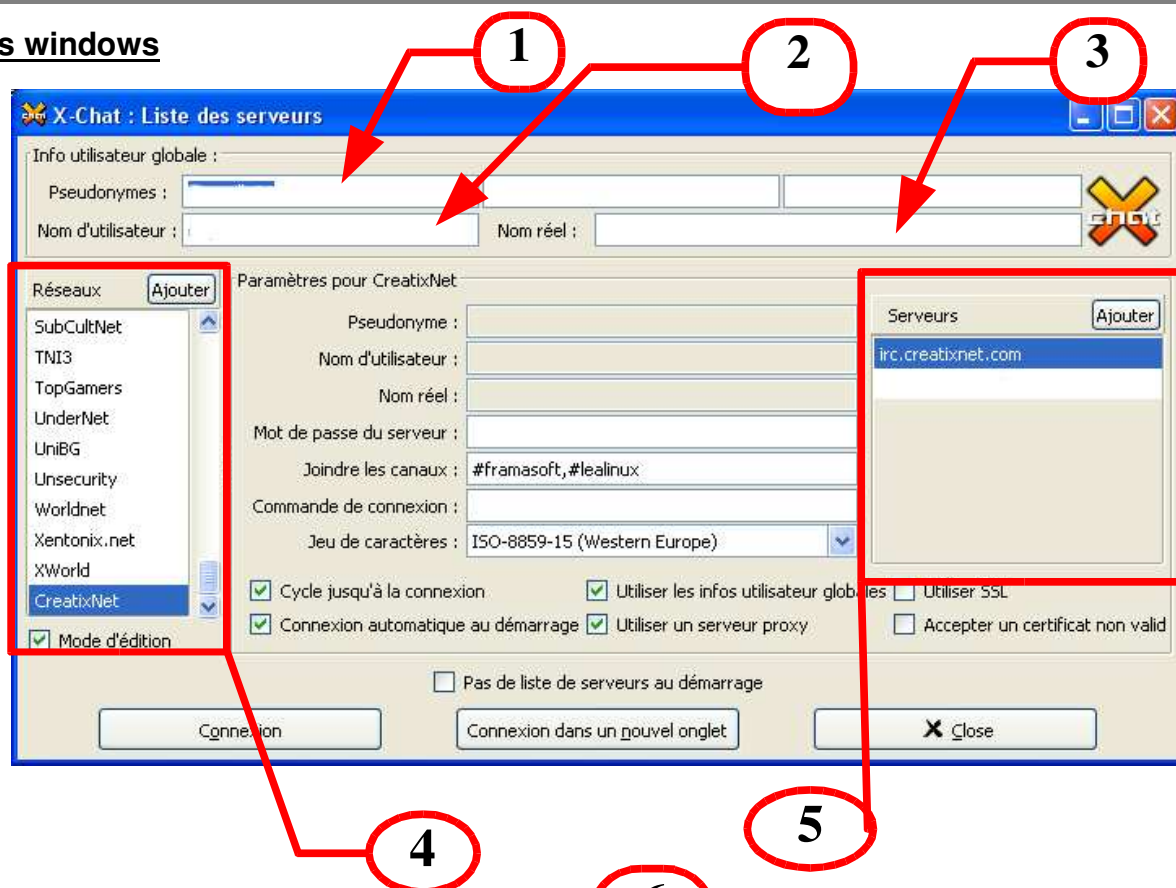 s windows
1
2
3
X-Chat : Liste des serveurs
Info utilisateur globale :
Pseudonymes :
Nom d'utilisateur :
Nom réel :
chat
Réseaux
Ajouter
SubCultNet
TNI3
TopGamers
UnderNet
UniBG
Unsecurity
Worldnet
Xentonix.net
XWorld
CreatixNet
Mode d'édition
Paramètres pour CreatixNet
Pseudonyme :
Nom d'utilisateur :
Nom réel :
Mot de passe du serveur :
Joindre les canaux : #framasoft,#lealinux
Commande de connexion :
Jeu de caractères : ISO-8859-15 (Western Europe)
Serveurs
Ajouter
irc.creatixnet.com
Cycle jusqu'à la connexion
Utiliser les infos utilisateur globales
Utiliser SSL
Connexion automatique au démarrage
Utiliser un serveur proxy
Accepter un certificat non valid
Pas de liste de serveurs au démarrage
Connexion
Connexion dans un nouvel onglet
Close
4
5
6